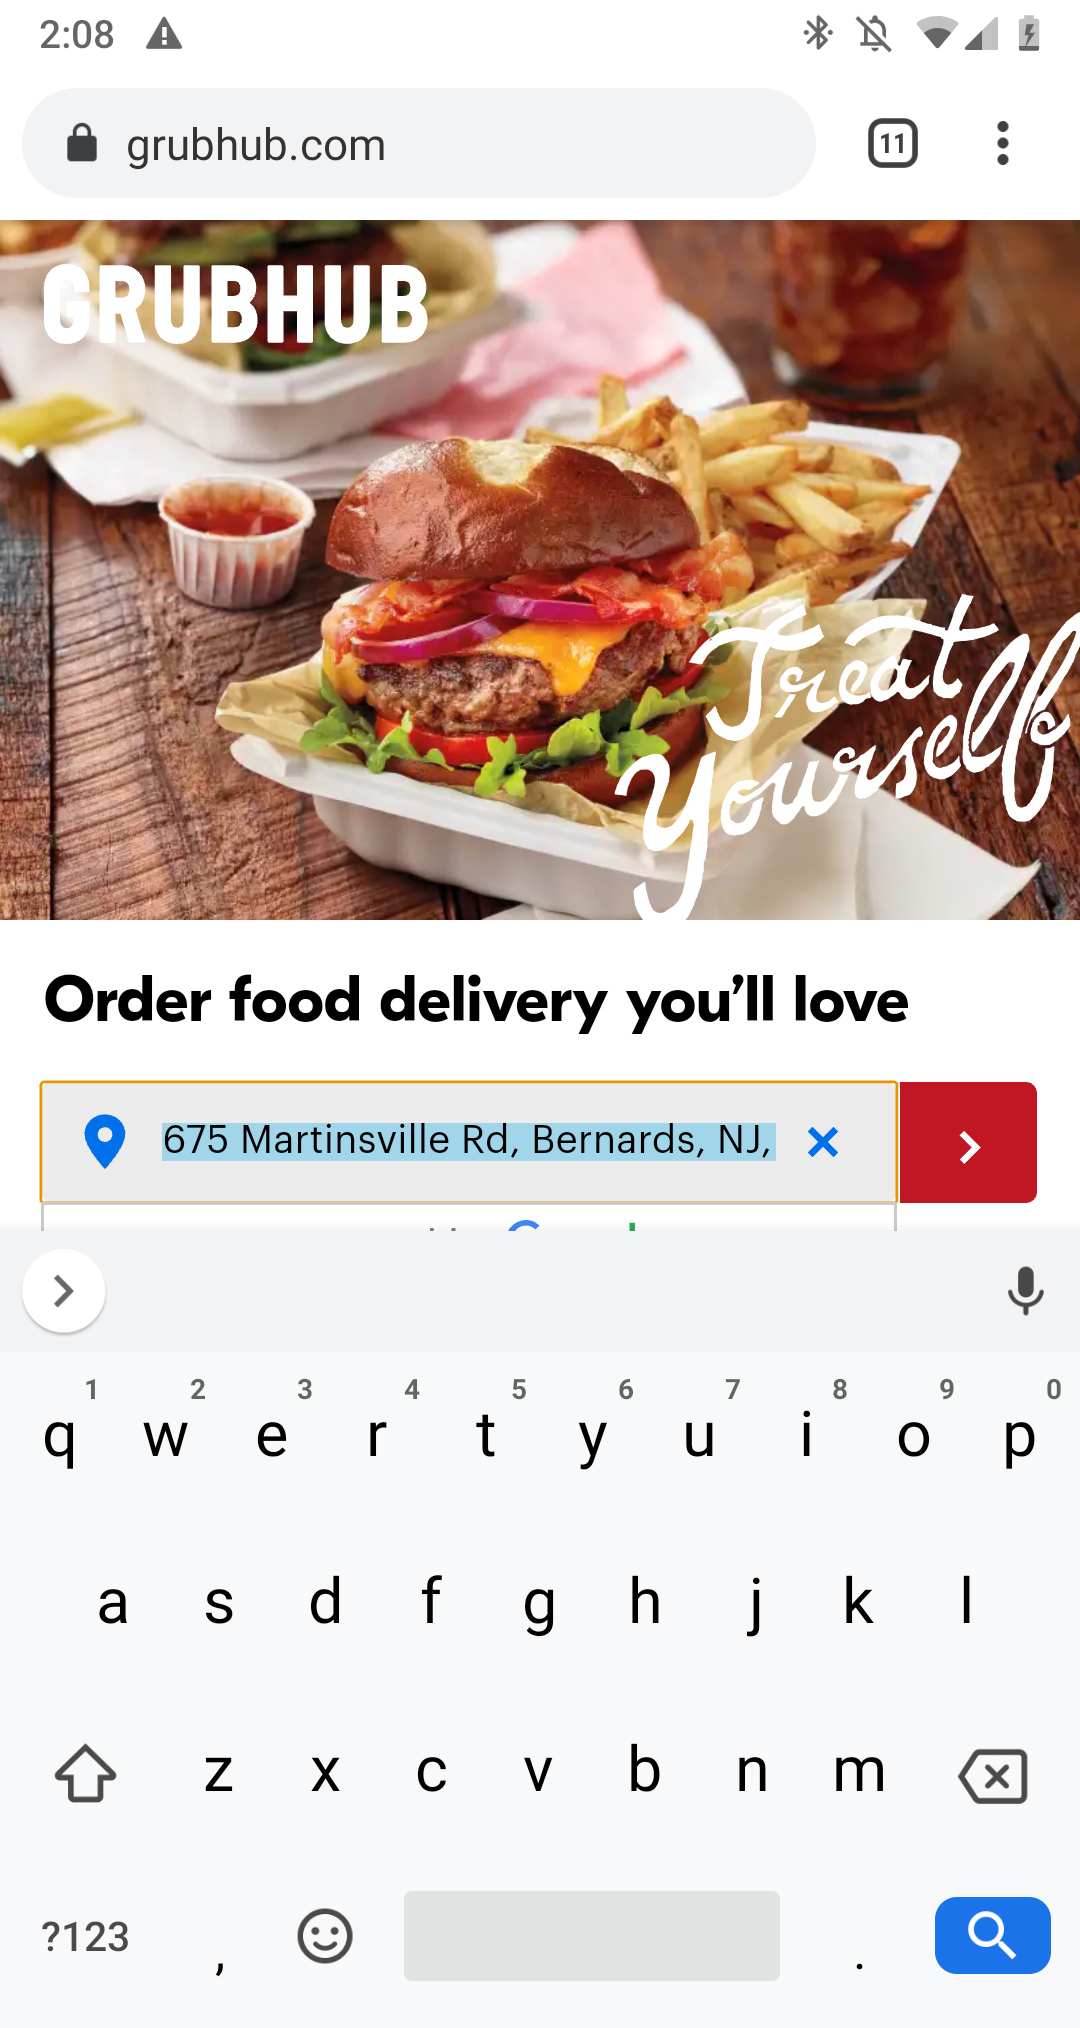 2:08
grubhub.com
11
GRUBHUB
Treat
Yourself
Order food delivery you’ll love
675 Martinsville Rd, Bernards, NJ,
1 2 3 4 5 6 7 8 9 0
q w e r t y u i o p
a s d f g h j k l
z x c v b n m
?123 , .